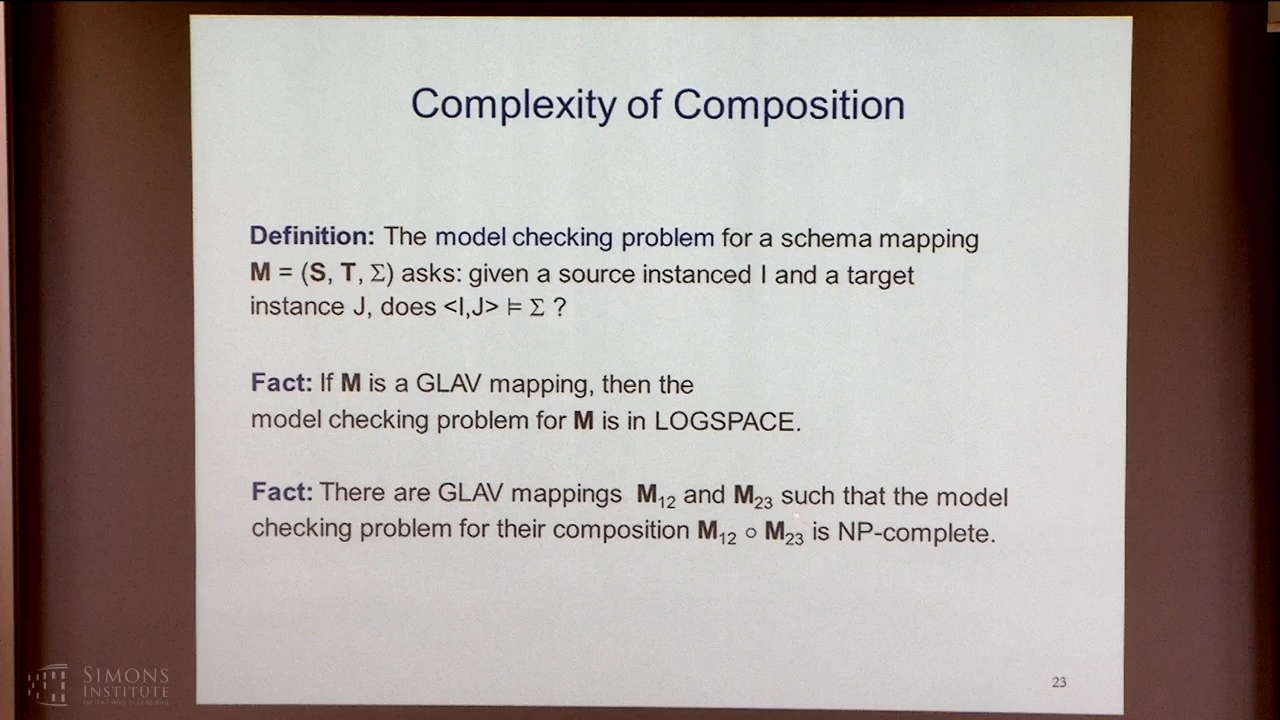 Complexity of Composition
Definition: The model checking problem for a schema mapping
M = (S, T, Σ) asks: given a source instanced I and a target
instance J, does <I,J> ⊨ Σ ?
Fact: If M is a GLAV mapping, then the
model checking problem for M is in LOGSPACE.
Fact: There are GLAV mappings M₁₂ and M₂₃ such that the model
checking problem for their composition M₁₂ ○ M₂₃ is NP-complete.
23
SIMONS
INSTITUTE